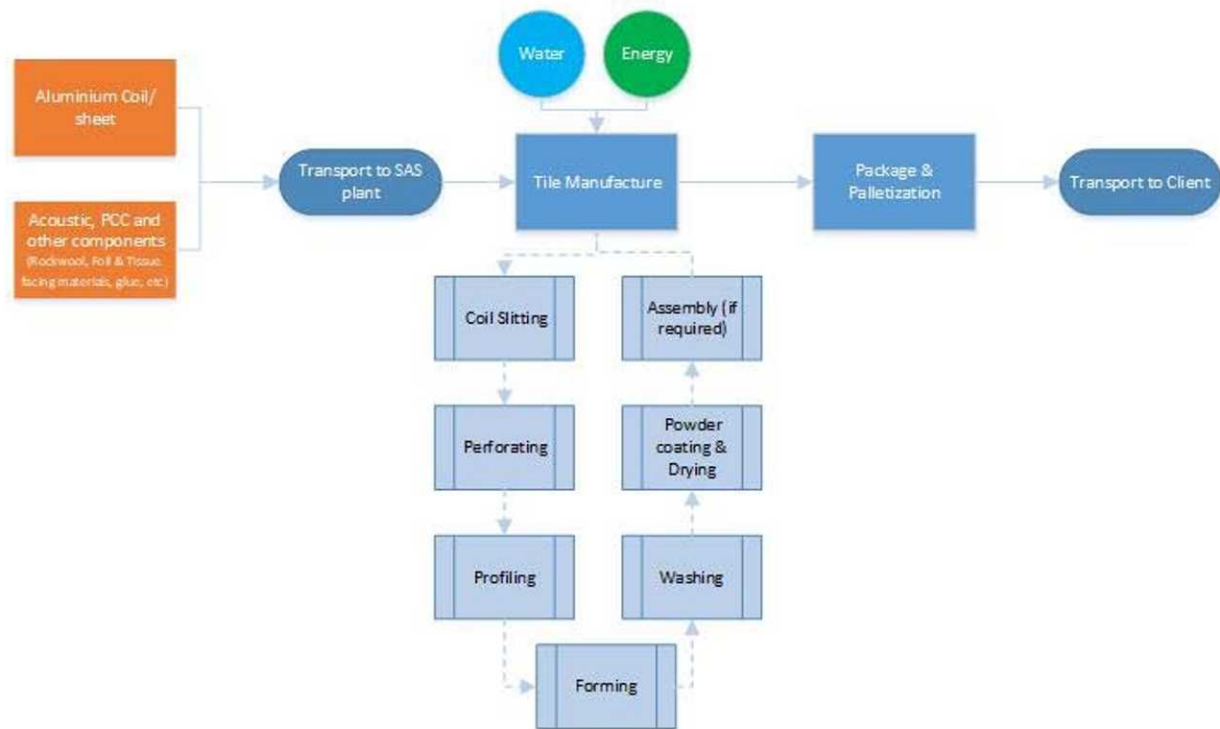 Water
Energy
Aluminium Coil/
sheet
Transport to SAS
plant
Tile Manufacture
Package &
Palletization
Transport to Client
Acoustic, PCC and
other components
(Rockwool, Foil & Tissue.
facing materials, glue, etc)
Coil Slitting
Assembly (if
required)
Perforating
Powder
coating &
Drying
Profiling
Washing
Forming